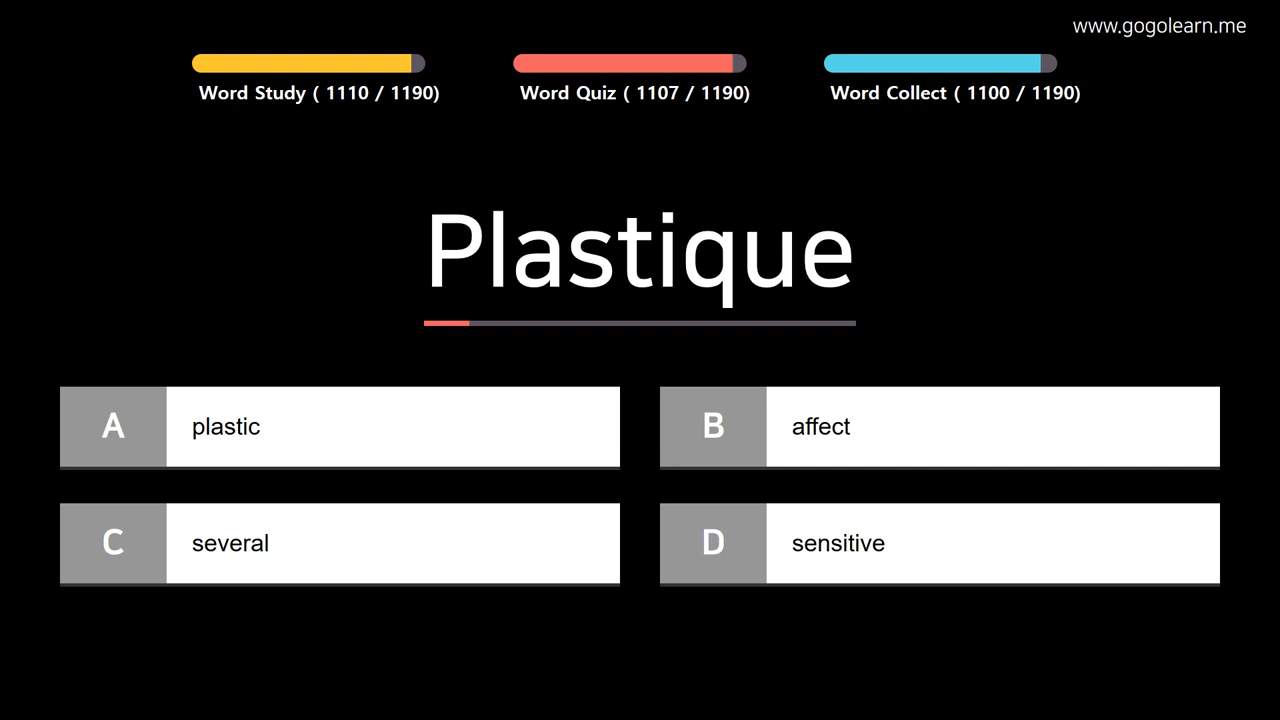 www.gogolearn.me
Word Study ( 1110 / 1190)
Word Quiz ( 1107 / 1190)
Word Collect ( 1100 / 1190)
Plastique
A plastic
B affect
C several
D sensitive